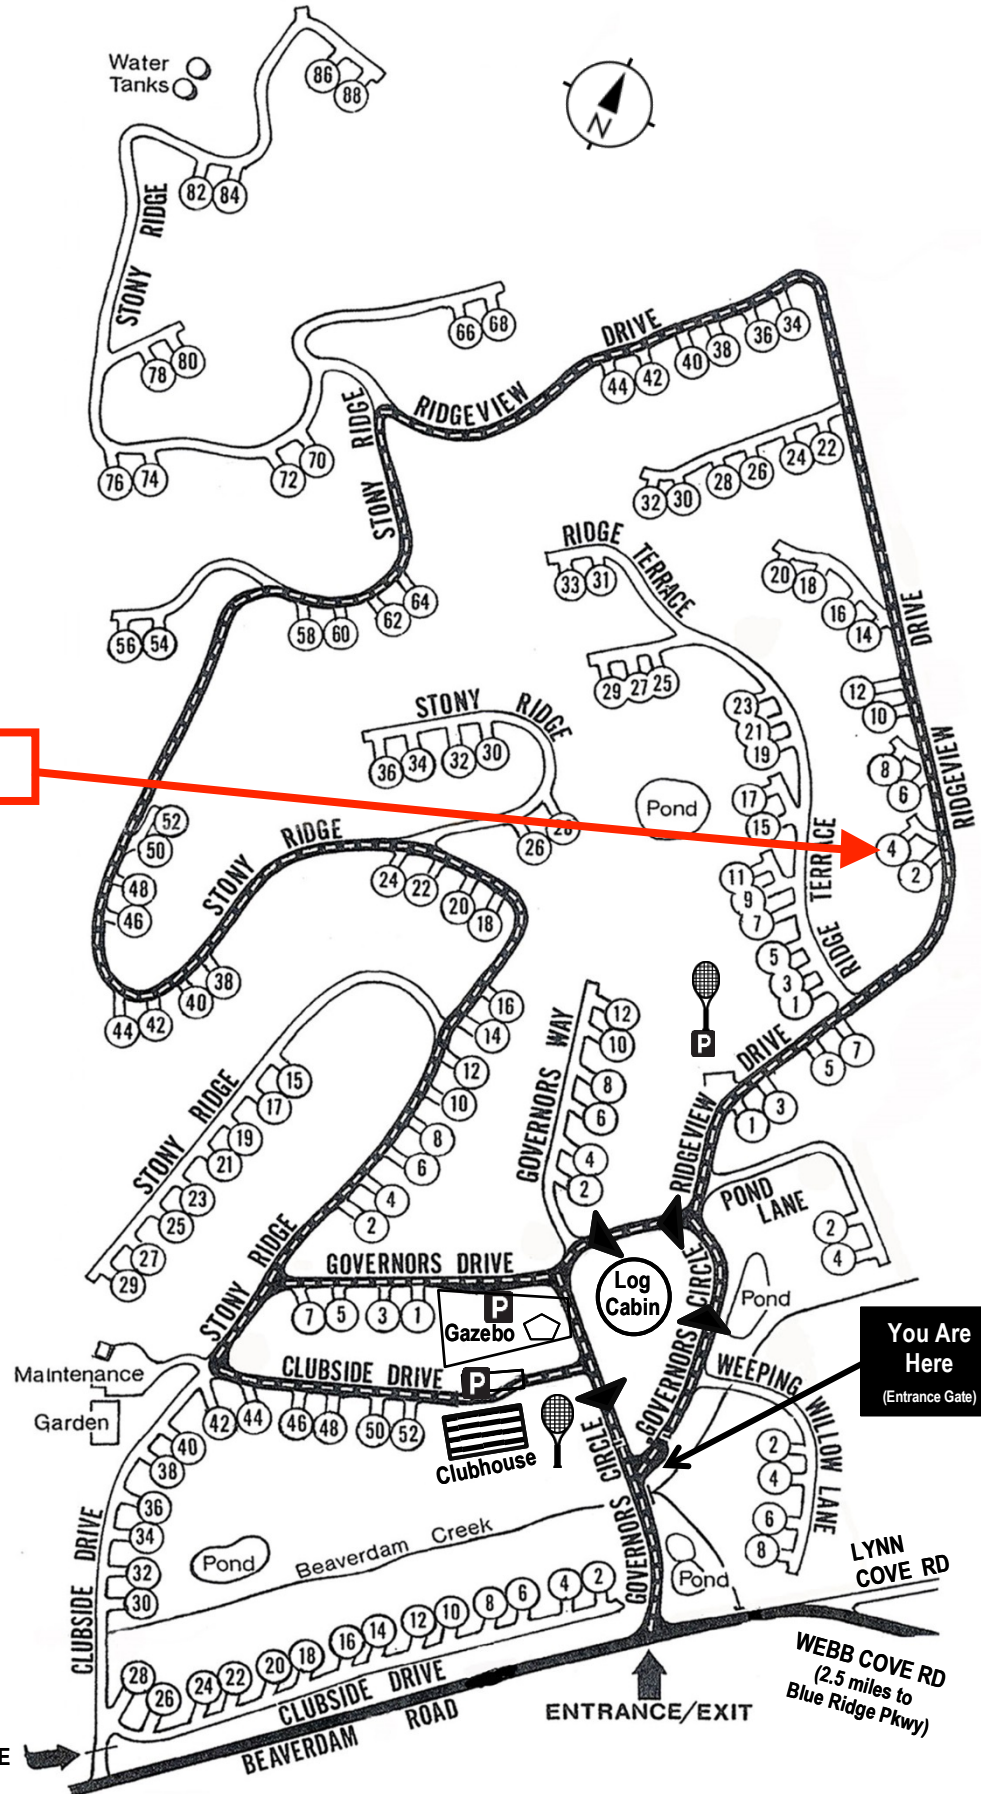 Water
Tanks
86
88
N
82
84
STONY
RIDGE
78
80
66
68
76
74
72
70
RIDGE
STONY
RIDGEVIEW
DRIVE
44
42
40
38
36
34
32
30
28
26
24
22
RIDGE
TERRACE
33
31
20
18
16
14
56
54
58
60
62
64
29
27
25
23
21
19
17
15
11
9
7
5
3
1
DRIVE
12
10
8
6
4
2
RIDGEVIEW
STONY
RIDGE
36
34
32
30
28
26
Pond
TERRACE
RIDGE
52
50
48
46
44
42
40
38
STONY
RIDGE
24
22
20
18
16
14
12
10
8
6
4
2
STONY
RIDGE
15
17
19
21
23
25
27
29
GOVERNORS
WAY
12
10
8
6
4
2
P
DRIVE
RIDGEVIEW
7
5
3
1
POND
LANE
2
4
Pond
STONY
RIDGE
GOVERNORS DRIVE
7
5
3
1
P
Gazebo
Log
Cabin
GOVERNORS CIRCLE
You Are
Here
(Entrance Gate)
Maintenance
Garden
CLUBSIDE DRIVE
P
42
44
46
48
50
52
Clubhouse
GOVERNORS
CIRCLE
WEEPING
WILLOW
LANE
2
4
6
8
40
38
36
34
32
30
CLUBSIDE
DRIVE
Pond
Beaverdam Creek
Pond
LYNN
COVE RD
28
26
24
22
20
18
16
14
12
10
8
6
4
2
CLUBSIDE DRIVE
BEAVERDAM ROAD
ENTRANCE/EXIT
WEBB COVE RD
(2.5 miles to
Blue Ridge Pkwy)
E